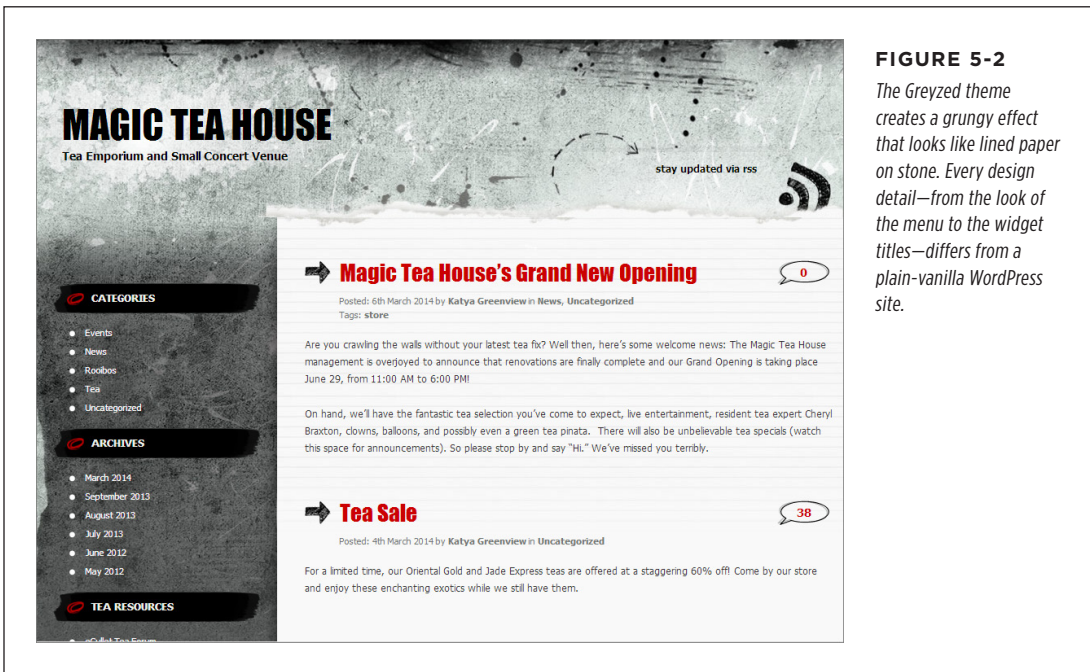 MAGIC TEA HOUSE
Tea Emporium and Small Concert Venue
stay updated via rss
CATEGORIES
Events
News
Rooibos
Tea
Uncategorized
ARCHIVES
March 2014
September 2013
August 2013
July 2013
June 2012
May 2012
TEA RESOURCES
Magic Tea House's Grand New Opening
0
Posted: 6th March 2014 by Katya Greenview in News, Uncategorized
Tags: store
Are you crawling the walls without your latest tea fix? Well then, here's some welcome news: The Magic Tea House
management is overjoyed to announce that renovations are finally complete and our Grand Opening is taking place
June 29, from 11:00 AM to 6:00 PM!
On hand, we'll have the fantastic tea selection you've come to expect, live entertainment, resident tea expert Cheryl
Braxton, clowns, balloons, and possibly even a green tea pinata. There will also be unbelievable tea specials (watch
this space for announcements). So please stop by and say "Hi." We've missed you terribly.
Tea Sale
38
Posted: 4th March 2014 by Katya Greenview in Uncategorized
For a limited time, our Oriental Gold and Jade Express teas are offered at a staggering 60% off! Come by our store
and enjoy these enchanting exotics while we still have them.
FIGURE 5-2
The Greyzed theme
creates a grungy effect
that looks like lined paper
on stone. Every design
detail—from the look of
the menu to the widget
titles—differs from a
plain-vanilla WordPress
site.